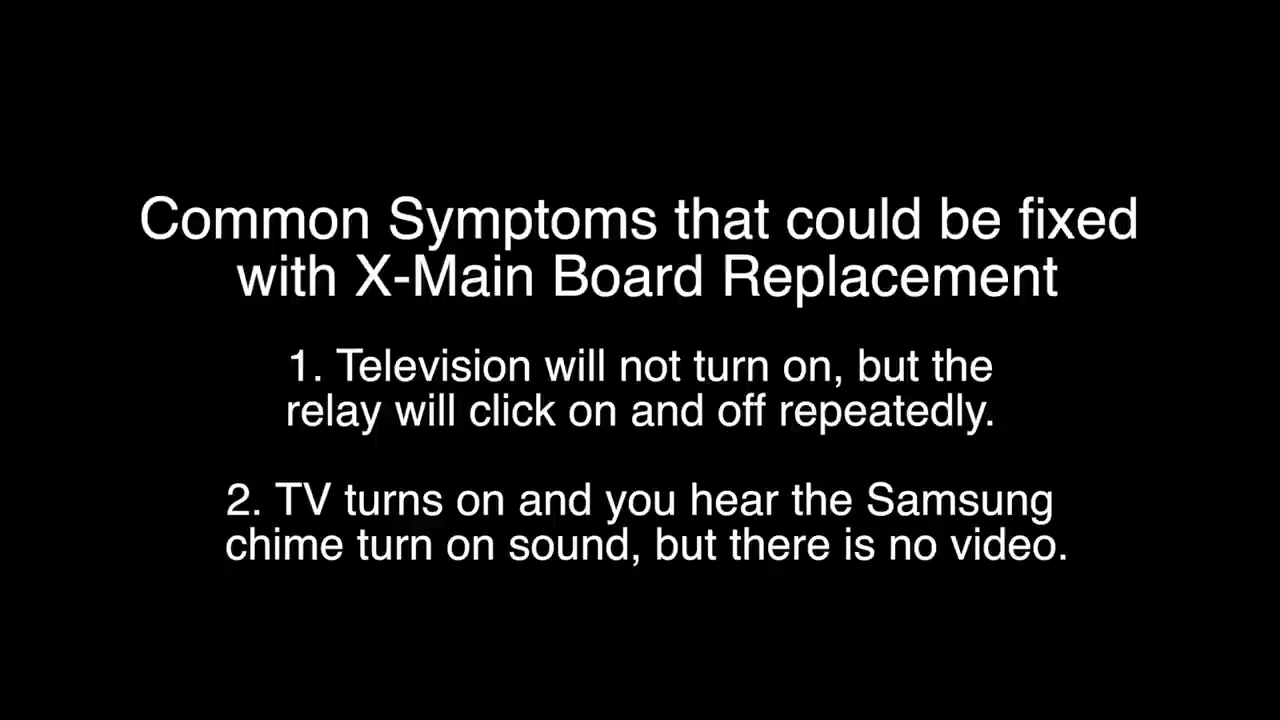 Common Symptoms that could be fixed
with X-Main Board Replacement
1. Television will not turn on, but the
relay will click on and off repeatedly.
2. TV turns on and you hear the Samsung
chime turn on sound, but there is no video.